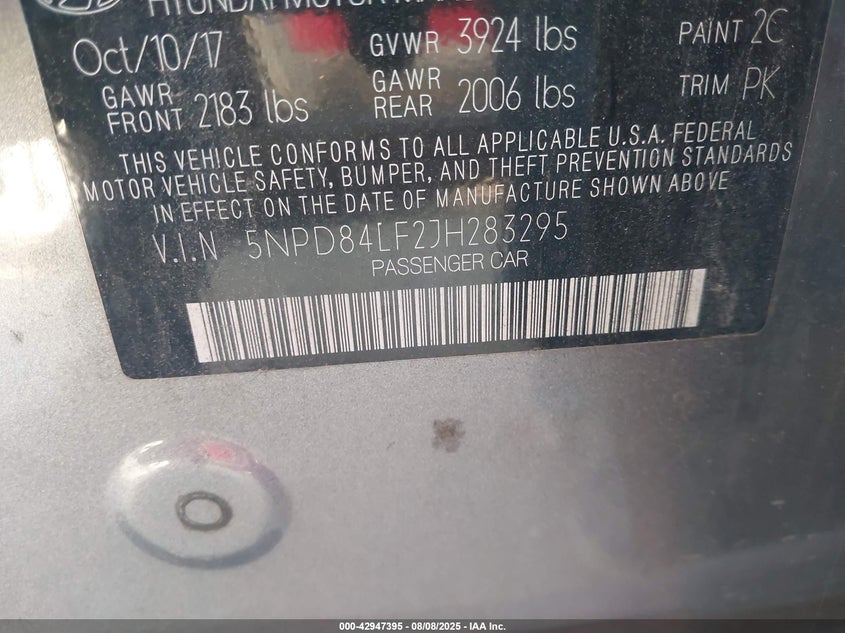 HYUNDAI MOTOR
Oct/10/17 GVWR 3924 lbs PAINT 2C
GAWR FRONT 2183 lbs GAWR REAR 2006 lbs TRIM PK
THIS VEHICLE CONFORMS TO ALL APPLICABLE U.S.A. FEDERAL
MOTOR VEHICLE SAFETY, BUMPER, AND THEFT PREVENTION STANDARDS
IN EFFECT ON THE DATE OF MANUFACTURE SHOWN ABOVE
V.I.N 5NPD84LF2JH283295
PASSENGER CAR
000-42947395 - 08/08/2025 - IAA Inc.